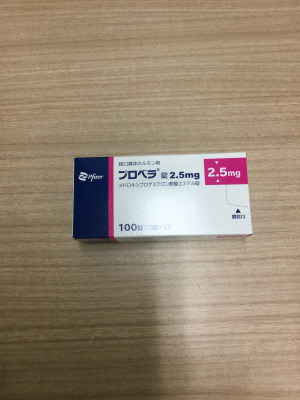 経口黄体ホルモン剤
Pfizer
プロベラ®錠2.5mg
2.5mg
メドロキシプロゲステロン酢酸エステル錠
開封口
100錠(10錠×10)